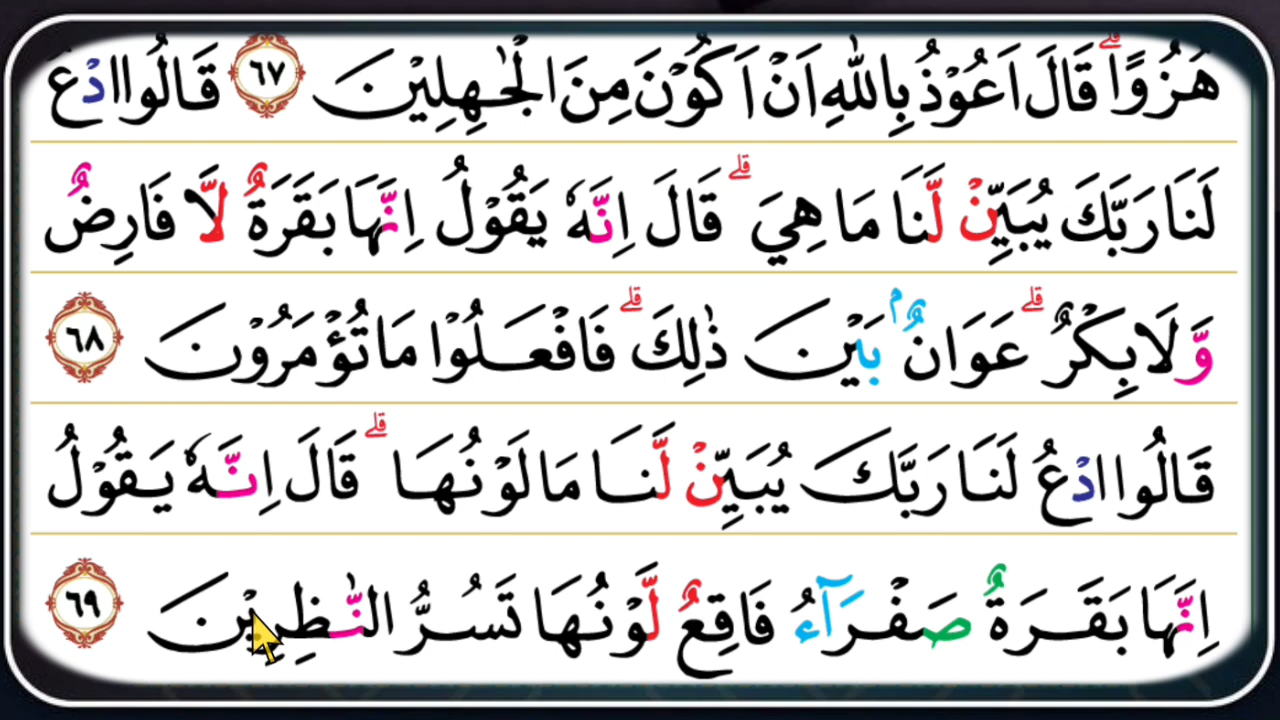 هُزُوًا ؕ قَالَ اَعُوْذُ بِاللّٰهِ اَنْ اَكُوْنَ مِنَ الْجٰهِلِيْنَ ٦٧ قَالُوا ادْعُ
لَنَا رَبَّكَ يُبَيِّنْ لَّنَا مَا هِيَ ۗ قَالَ اِنَّهٗ يَقُوْلُ اِنَّهَا بَقَرَةٌ لَّا فَارِضٌ
وَّلَا بِكْرٌ ۗ عَوَانٌۢ بَيْنَ ذٰلِكَ ۗ فَافْعَلُوْا مَا تُؤْمَرُوْنَ ٦٨
قَالُوا ادْعُ لَنَا رَبَّكَ يُبَيِّنْ لَّنَا مَا لَوْنُهَا ۗ قَالَ اِنَّهٗ يَقُوْلُ
اِنَّهَا بَقَرَةٌ صَفْرَآءُ فَاقِعٌ لَّوْنُهَا تَسُرُّ النّٰظِرِيْنَ ٦٩